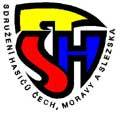 SDRUŽENÍ HASIČŮ ČECH, MORAVY A SLEZSKA
SH